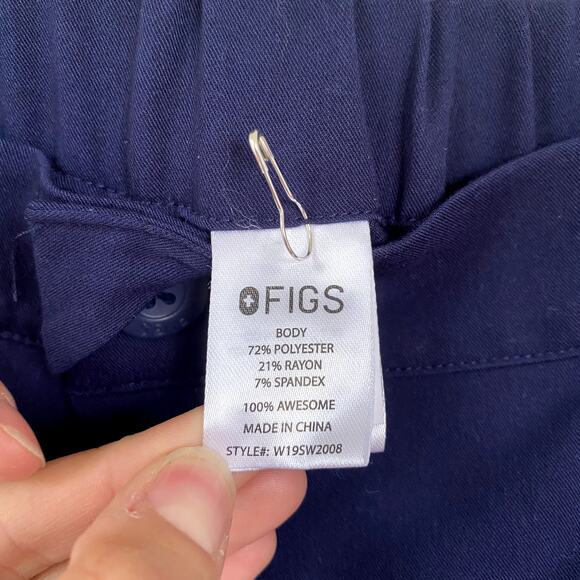 FIGS
BODY
72% POLYESTER
21% RAYON
7% SPANDEX
100% AWESOME
MADE IN CHINA
STYLE#: W19SW2008